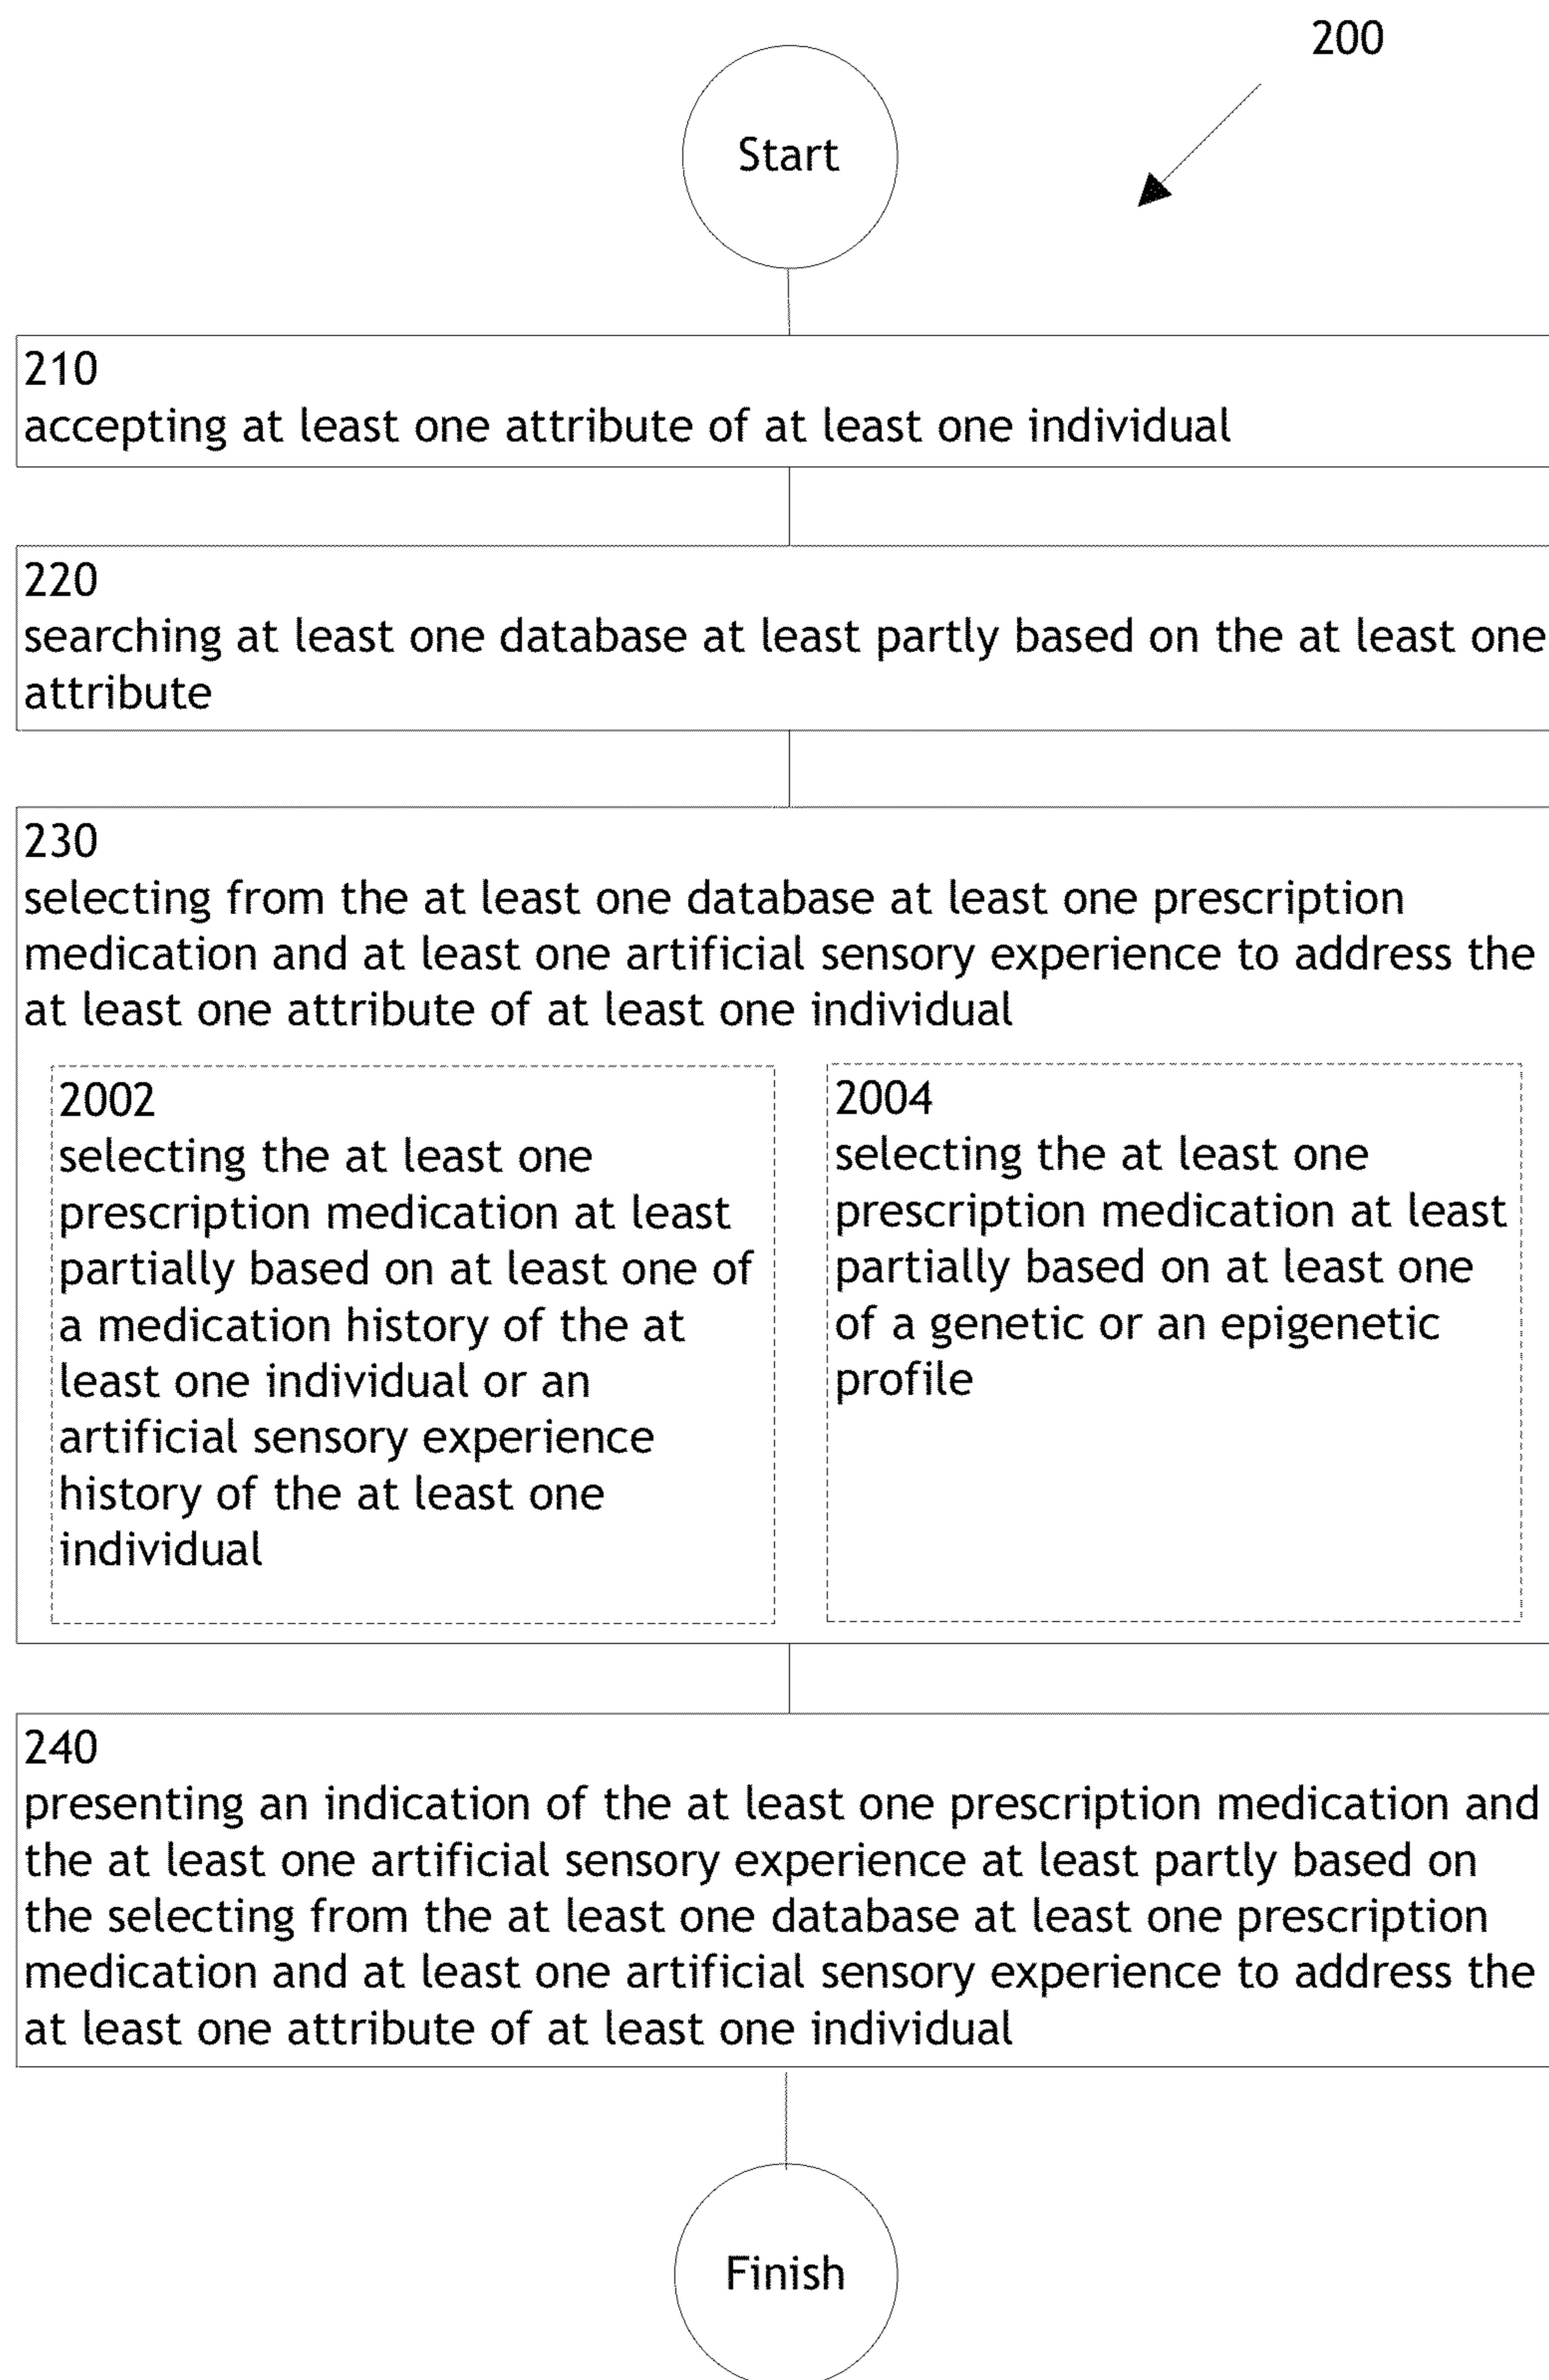 200
Start
210
accepting at least one attribute of at least one individual
220
searching at least one database at least partly based on the at least one
attribute
230
selecting from the at least one database at least one prescription
medication and at least one artificial sensory experience to address the
at least one attribute of at least one individual
2002
selecting the at least one
prescription medication at least
partially based on at least one of
a medication history of the at
least one individual or an
artificial sensory experience
history of the at least one
individual
2004
selecting the at least one
prescription medication at least
partially based on at least one
of a genetic or an epigenetic
profile
240
presenting an indication of the at least one prescription medication and
the at least one artificial sensory experience at least partly based on
the selecting from the at least one database at least one prescription
medication and at least one artificial sensory experience to address the
at least one attribute of at least one individual
Finish